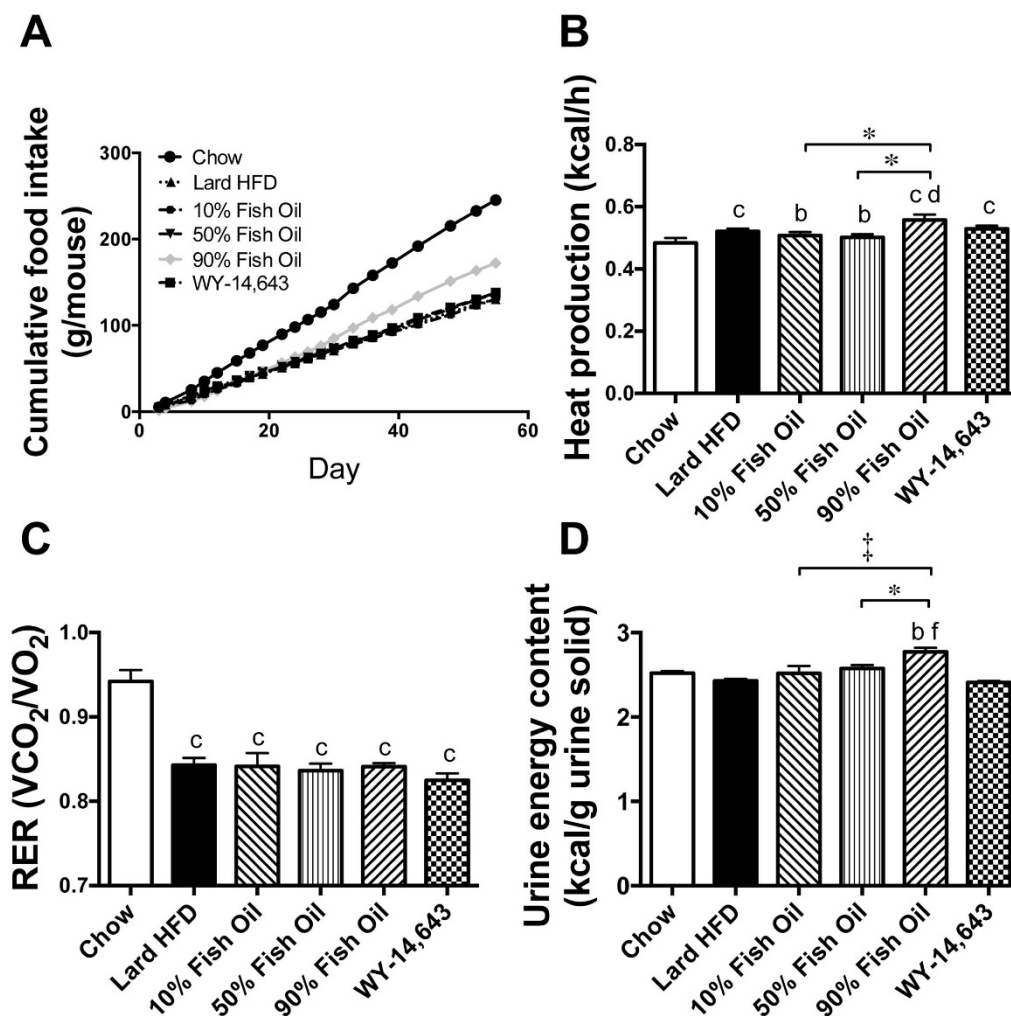 A
Cumulative food intake
(g/mouse)
300
200
100
0
Chow
Lard HFD
10% Fish Oil
50% Fish Oil
90% Fish Oil
WY-14,643
0
20
40
60
Day
B
Heat production (kcal/h)
0.8
0.6
0.4
0.2
0.0
*
*
c
b
b
c d
c
Chow
Lard HFD
10% Fish Oil
50% Fish Oil
90% Fish Oil
WY-14,643
C
RER (VCO₂/VO₂)
1.0
0.9
0.8
0.7
c
c
c
c
c
Chow
Lard HFD
10% Fish Oil
50% Fish Oil
90% Fish Oil
WY-14,643
D
Urine energy content
(kcal/g urine solid)
3
2
1
0
‡
*
b f
Chow
Lard HFD
10% Fish Oil
50% Fish Oil
90% Fish Oil
WY-14,643